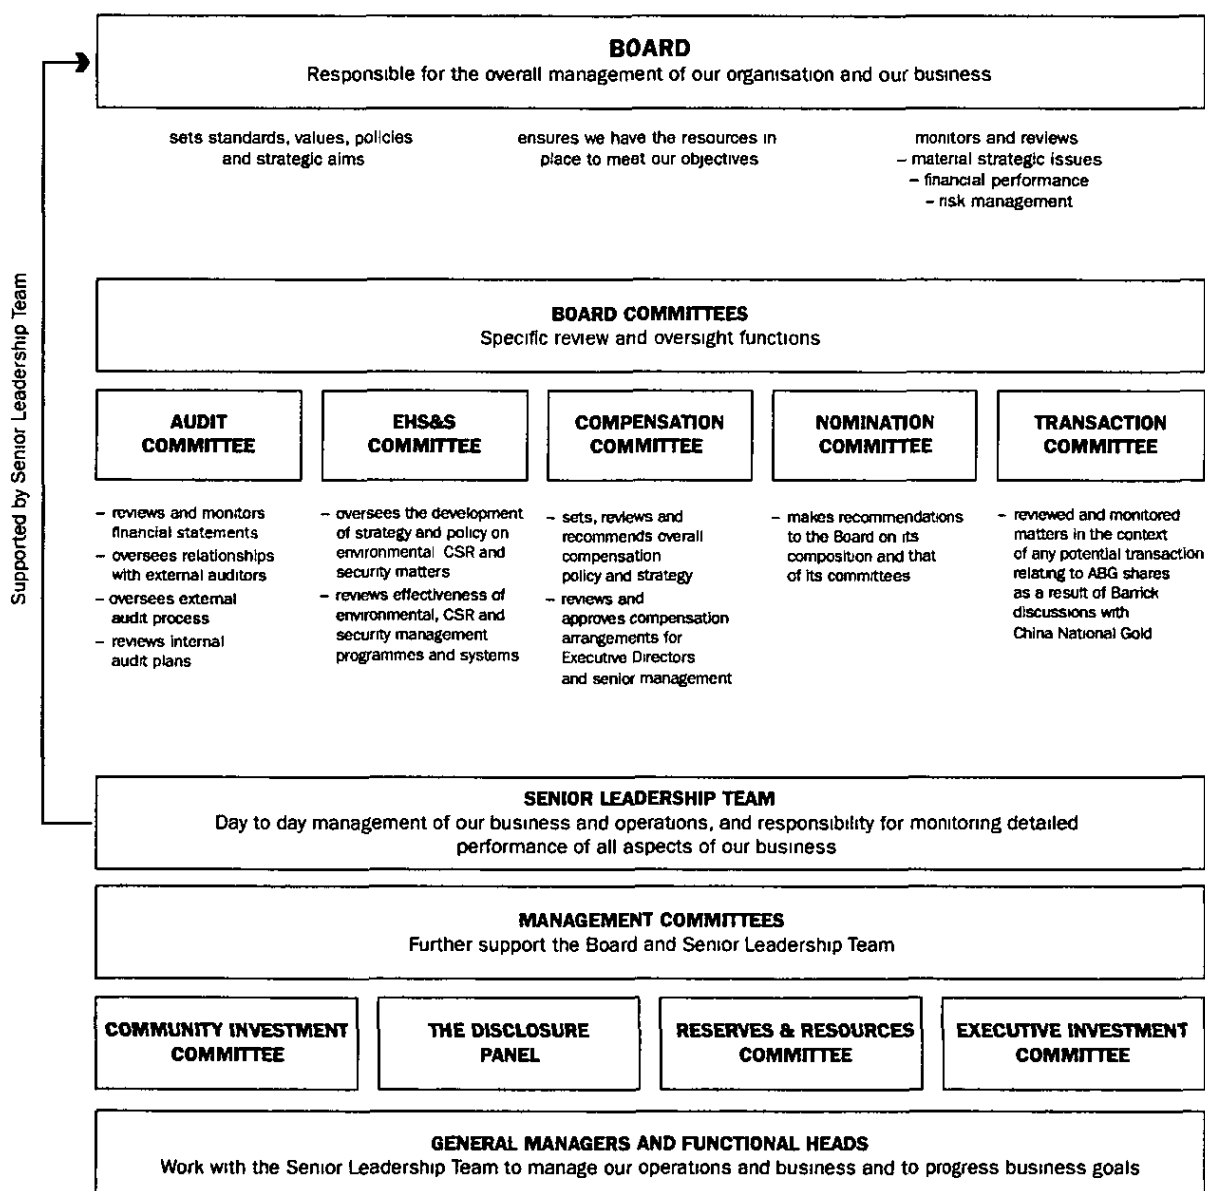 BOARD
Responsible for the overall management of our organisation and our business
sets standards, values, policies
and strategic aims
ensures we have the resources in
place to meet our objectives
monitors and reviews
– material strategic issues
– financial performance
– risk management
Supported by Senior Leadership Team
BOARD COMMITTEES
Specific review and oversight functions
AUDIT
COMMITTEE
EHS&S
COMMITTEE
COMPENSATION
COMMITTEE
NOMINATION
COMMITTEE
TRANSACTION
COMMITTEE
– reviews and monitors
financial statements
– oversees relationships
with external auditors
– oversees external
audit process
– reviews internal
audit plans
– oversees the development
of strategy and policy on
environmental CSR and
security matters
– reviews effectiveness of
environmental, CSR and
security management
programmes and systems
– sets, reviews and
recommends overall
compensation
policy and strategy
– reviews and
approves compensation
arrangements for
Executive Directors
and senior management
– makes recommendations
to the Board on its
composition and that
of its committees
– reviewed and monitored
matters in the context
of any potential transaction
relating to ABG shares
as a result of Barrick
discussions with
China National Gold
SENIOR LEADERSHIP TEAM
Day to day management of our business and operations, and responsibility for monitoring detailed
performance of all aspects of our business
MANAGEMENT COMMITTEES
Further support the Board and Senior Leadership Team
COMMUNITY INVESTMENT
COMMITTEE
THE DISCLOSURE
PANEL
RESERVES & RESOURCES
COMMITTEE
EXECUTIVE INVESTMENT
COMMITTEE
GENERAL MANAGERS AND FUNCTIONAL HEADS
Work with the Senior Leadership Team to manage our operations and business and to progress business goals